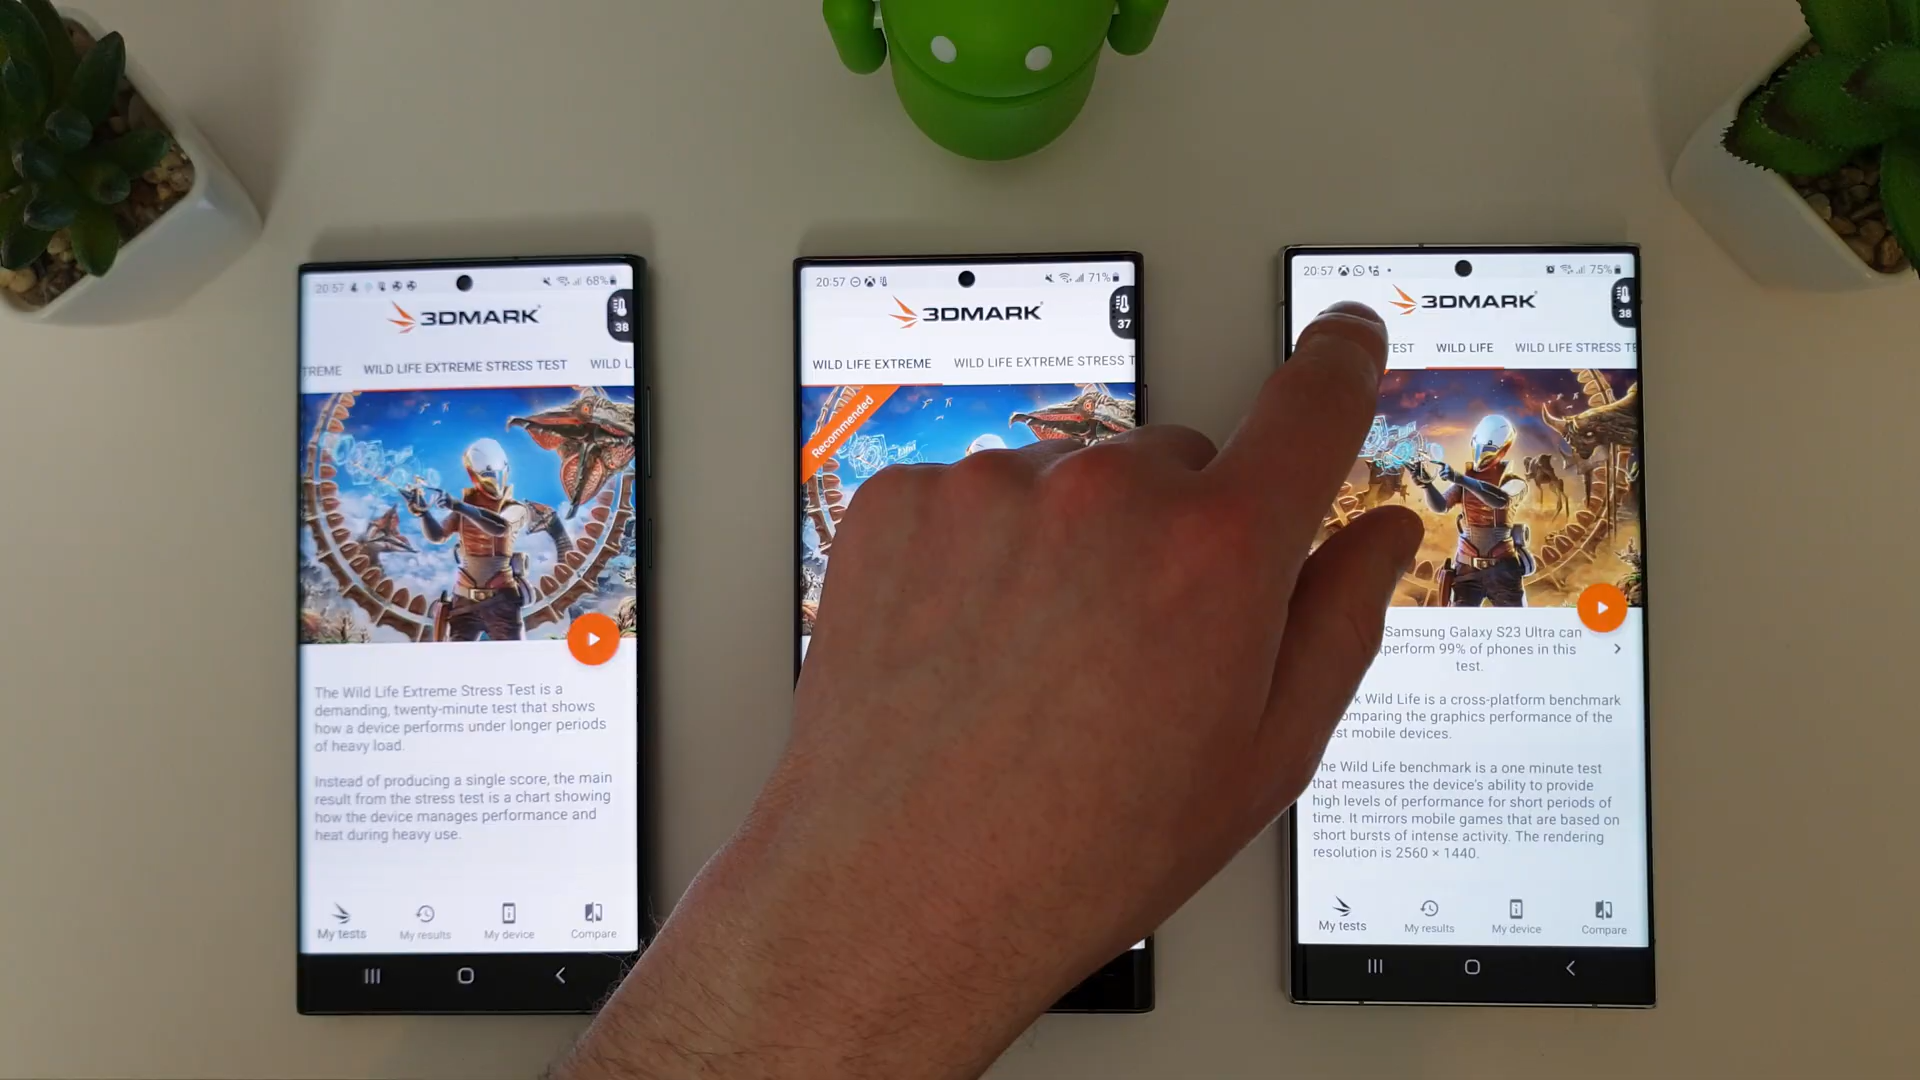 20:57
68%
3DMARK
38
TREME WILD LIFE EXTREME STRESS TEST WILD L
The Wild Life Extreme Stress Test is a
demanding, twenty-minute test that shows
how a device performs under longer periods
of heavy load.
Instead of producing a single score, the main
result from the stress test is a chart showing
how the device manages performance and
heat during heavy use.
My tests My results My device Compare
20:57
71%
3DMARK
37
WILD LIFE EXTREME WILD LIFE EXTREME STRESS T
Recommended
20:57
75%
3DMARK
38
TEST WILD LIFE WILD LIFE STRESS TE
Samsung Galaxy S23 Ultra can
perform 99% of phones in this
test.
k Wild Life is a cross-platform benchmark
omparing the graphics performance of the
st mobile devices.
he Wild Life benchmark is a one minute test
that measures the device's ability to provide
high levels of performance for short periods of
time. It mirrors mobile games that are based on
short bursts of intense activity. The rendering
resolution is 2560 × 1440.
My tests My results My device Compare